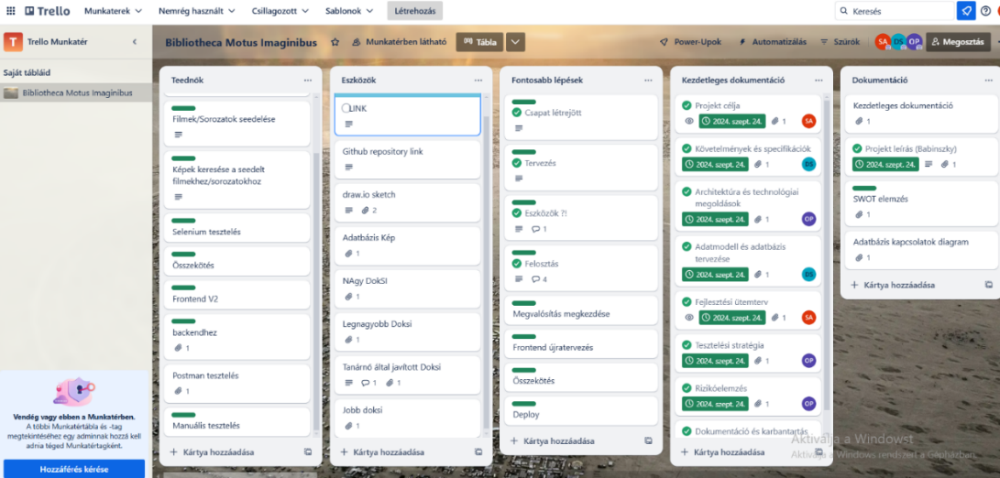 Trello
Munkaterek
Nemrég használt
Csillagozott
Sablonok
Létrehozás
Keresés
T
Trello Munkatér
Bibliotheca Motus Imaginibus
Munkatérben látható
Tábla
Power-Upok
Automatizálás
Szűrök
SA
DS
OP
Megosztás
Saját tábláid
Bibliotheca Motus Imaginibus
Vendég vagy ebben a Munkatérben.
A többi Munkatértábla és -tag
megtekintéséhez egy adminnak hozzá kell
adnia téged Munkatértagként.
Hozzáférés kérése
Teednők
Filmek/Sorozatok seedelése
Képek keresése a seedelt
filmekhez/sorozatokhoz
Selenium tesztelés
Összekötés
Frontend V2
backendhez
1
Postman tesztelés
1
Manuális tesztelés
+ Kártya hozzáadása
Eszközök
LINK
Github repository link
draw.io sketch
2
Adatbázis Kép
1
NAgy DokSI
1
Legnagyobb Doksi
1
Tanárnő által javított Doksi
1 1
Jobb doksi
1
+ Kártya hozzáadása
Fontosabb lépések
Csapat létrejött
Tervezés
Eszközök ?!
1
Felosztás
4
Megvalósítás megkezdése
Frontend újratervezés
Összekötés
Deploy
+ Kártya hozzáadása
Kezdetleges dokumentáció
Projekt célja
2024. szept. 24. 1 SA
Követelmények és specifikációk
2024. szept. 24. 1 DS
Architektúra és technológiai
megoldások
2024. szept. 24. 1 OP
Adatmodell és adatbázis
tervezése
2024. szept. 24. 1 DS
Fejlesztési ütemterv
2024. szept. 24. 1 SA
Tesztelési stratégia
2024. szept. 24. 1 OP
Rizikóelemzés
2024. szept. 24. 1 OP
Dokumentáció és karbantartás
+ Kártya hozzáadása
Dokumentáció
Kezdetleges dokumentáció
1
Projekt leírás (Babinszky)
2024. szept. 24. 1
SWOT elemzés
1
Adatbázis kapcsolatok diagram
1
+ Kártya hozzáadása
Aktiválja a Windowst
Aktiválja a Windows rendszert a Gépházban.